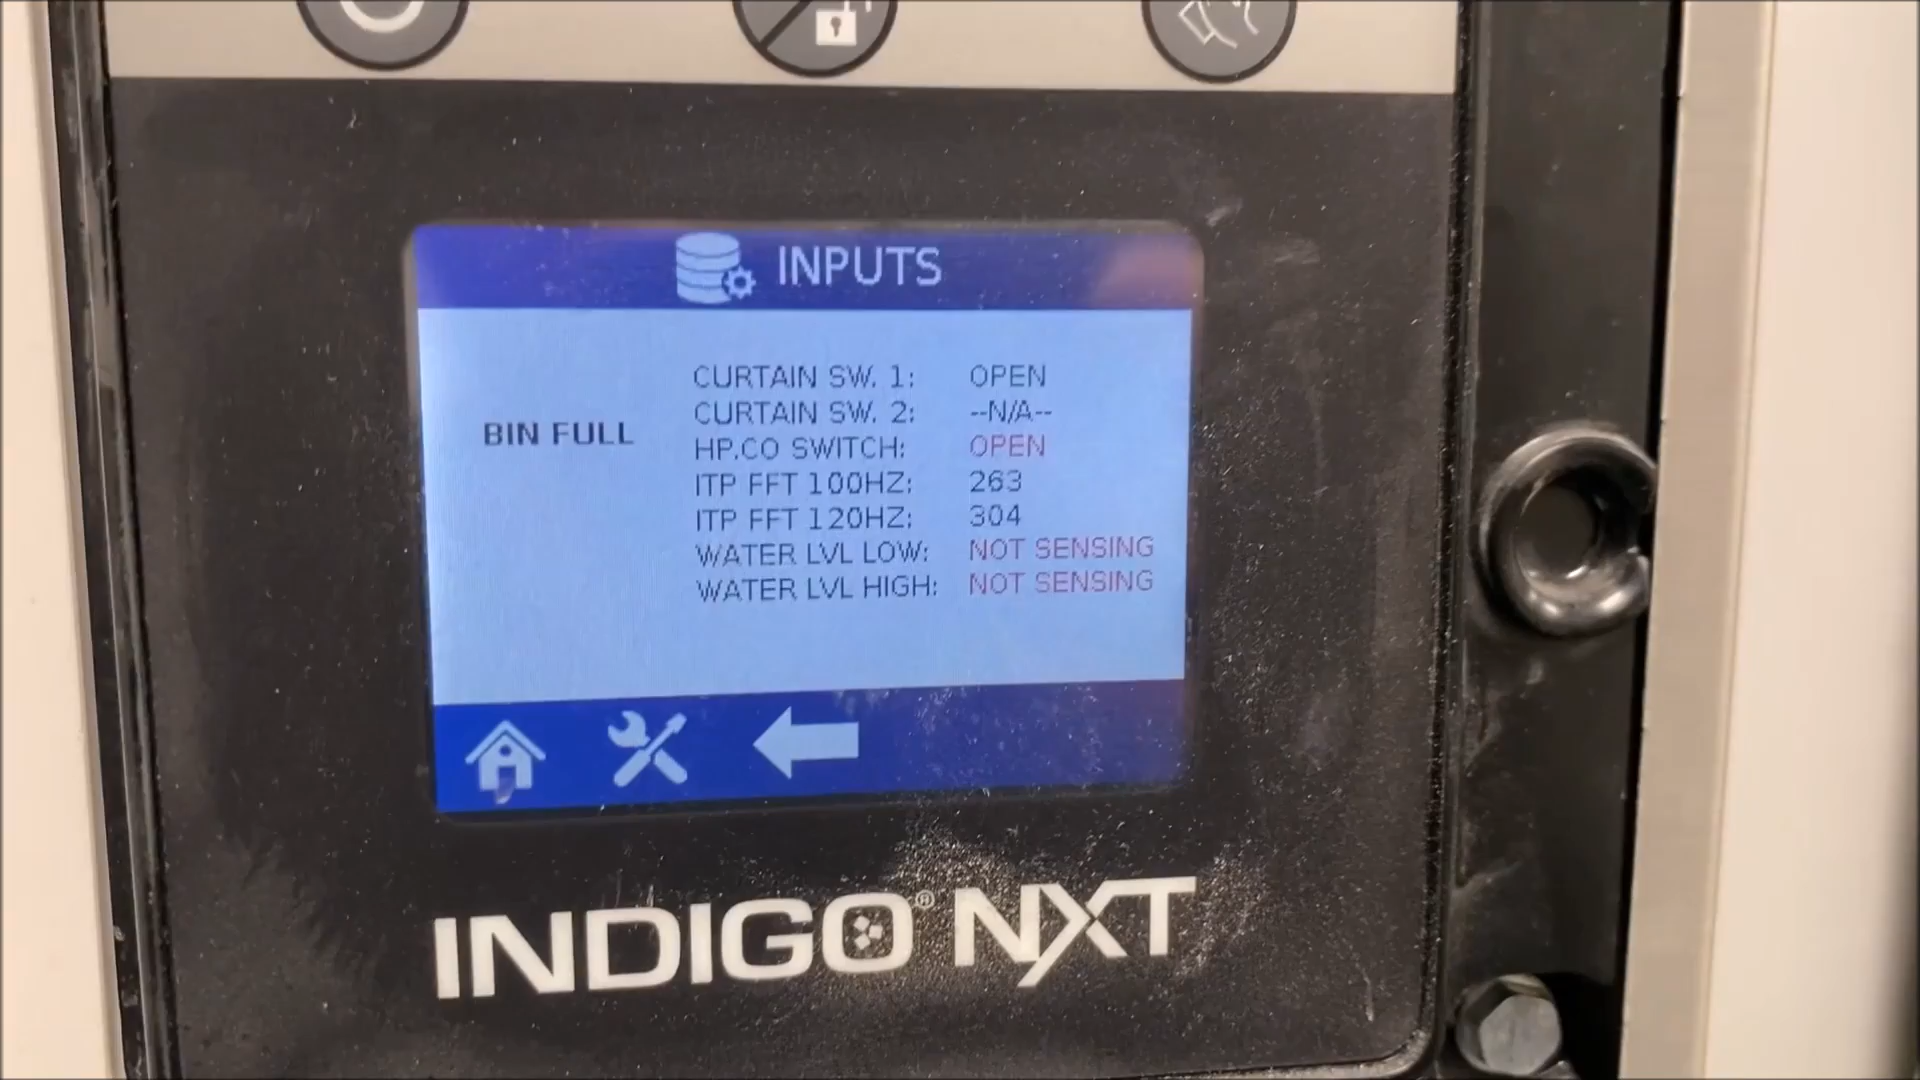 INPUTS
BIN FULL
CURTAIN SW. 1: OPEN
CURTAIN SW. 2: --N/A--
HP.CO SWITCH: OPEN
ITP FFT 100HZ: 263
ITP FFT 120HZ: 304
WATER LVL LOW: NOT SENSING
WATER LVL HIGH: NOT SENSING
INDIGO® NXT